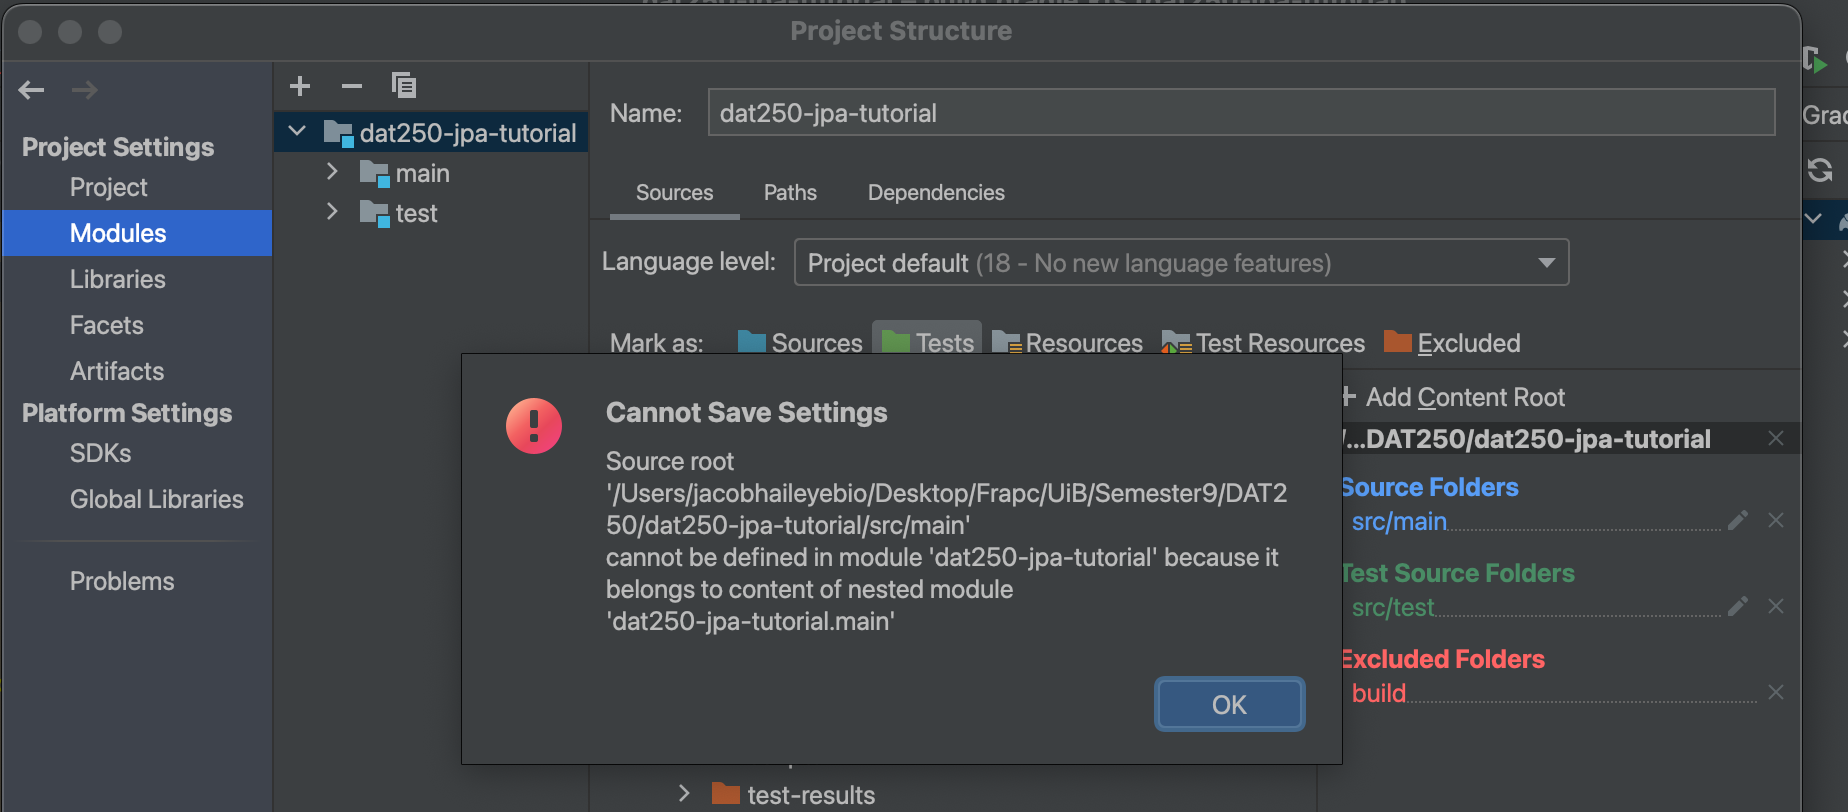 Project Structure
Project Settings
Project
Modules
Libraries
Facets
Artifacts
Platform Settings
SDKs
Global Libraries
Problems
dat250-jpa-tutorial
main
test
Name:
dat250-jpa-tutorial
Sources
Paths
Dependencies
Language level:
Project default (18 - No new language features)
Mark as:
Sources
Tests
Resources
Test Resources
Excluded
Cannot Save Settings
Source root
'/Users/jacobhaileyebio/Desktop/Frapc/UiB/Semester9/DAT2
50/dat250-jpa-tutorial/src/main'
cannot be defined in module 'dat250-jpa-tutorial' because it
belongs to content of nested module
'dat250-jpa-tutorial.main'
OK
test-results
Add Content Root
/...DAT250/dat250-jpa-tutorial
Source Folders
src/main
Test Source Folders
src/test
Excluded Folders
build